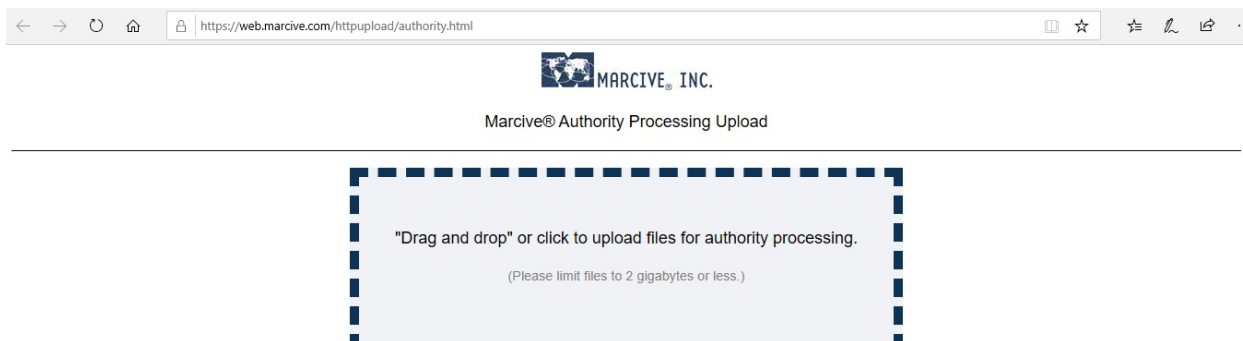 https://web.marcive.com/httpupload/authority.html
MARCIVE® INC.
Marcive® Authority Processing Upload
"Drag and drop" or click to upload files for authority processing.
(Please limit files to 2 gigabytes or less.)